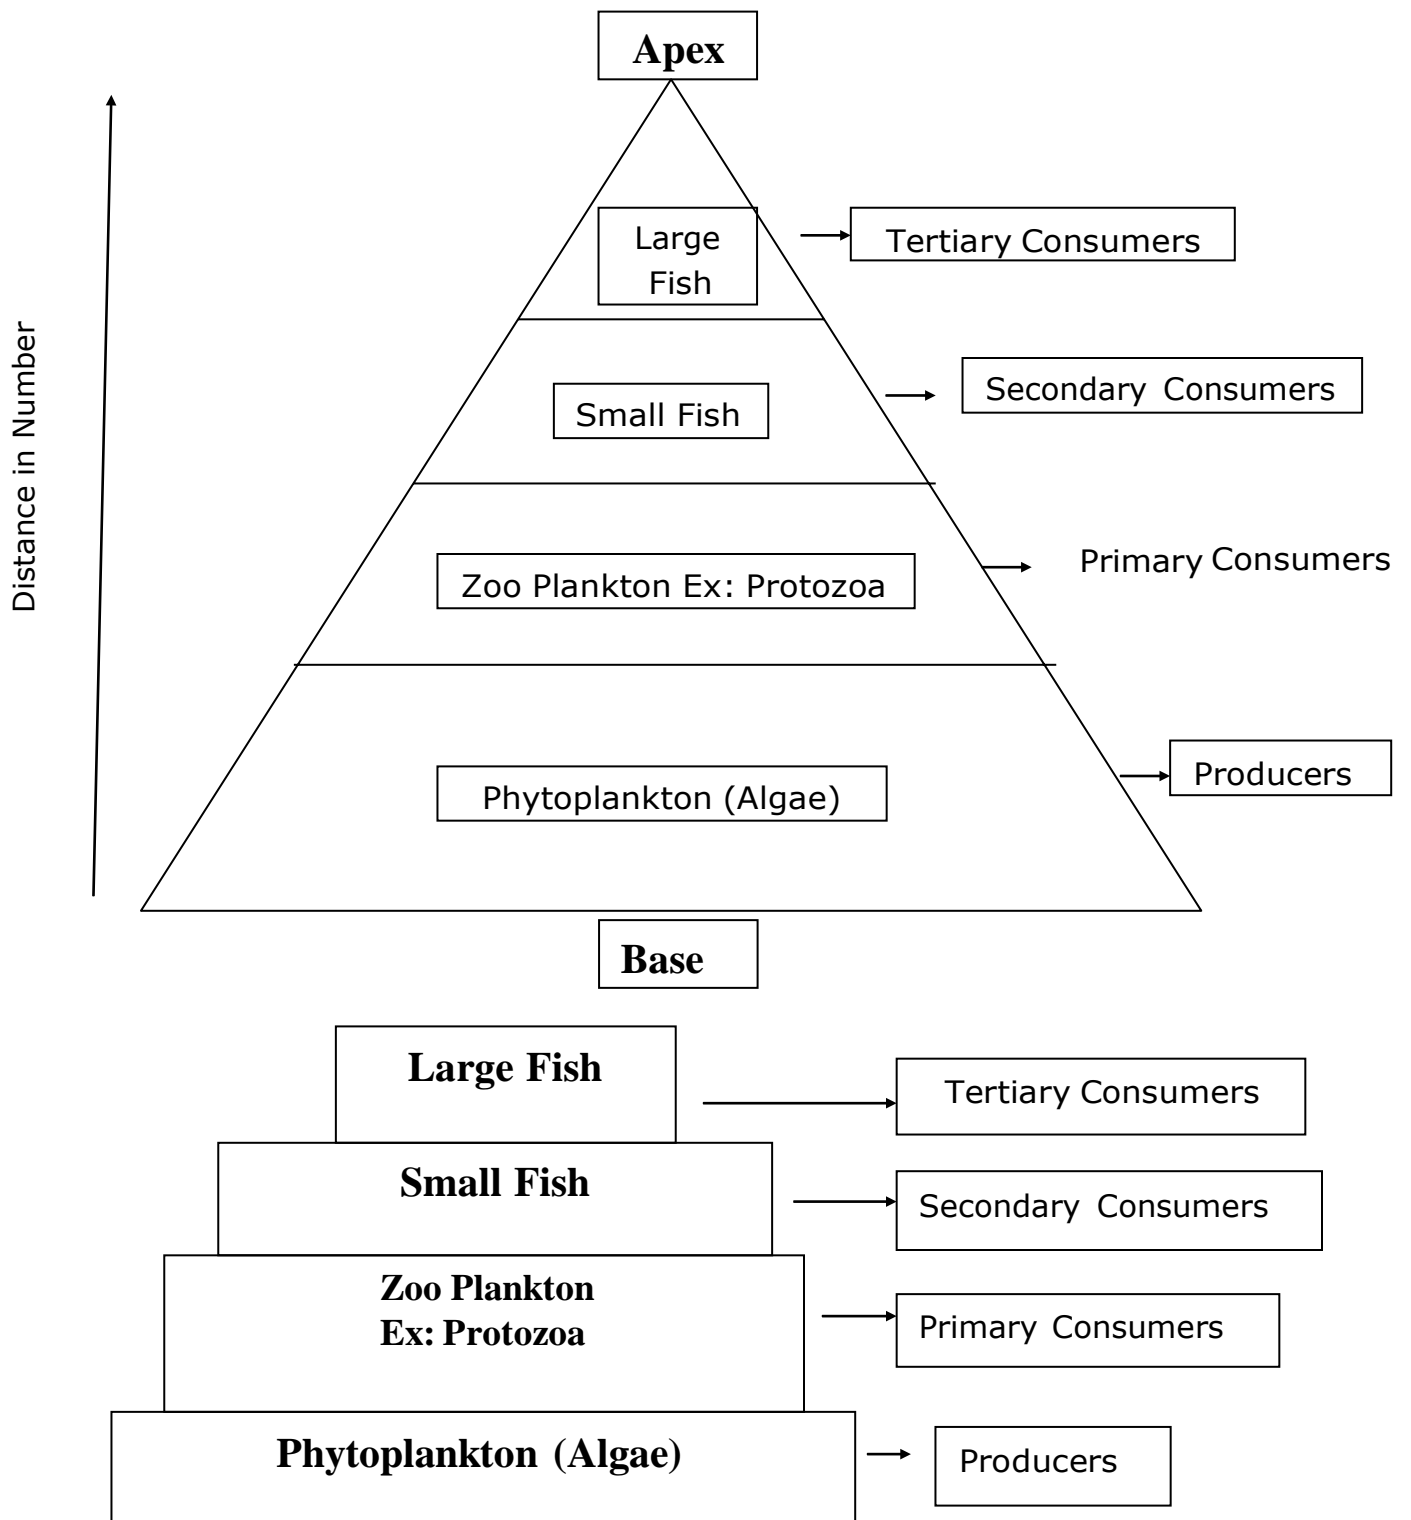 Apex
Large
Fish
Tertiary Consumers
Distance in Number
Small Fish
Secondary Consumers
Zoo Plankton Ex: Protozoa
Primary Consumers
Phytoplankton (Algae)
Producers
Base
Large Fish
Tertiary Consumers
Small Fish
Secondary Consumers
Zoo Plankton
Ex: Protozoa
Primary Consumers
Phytoplankton (Algae)
Producers